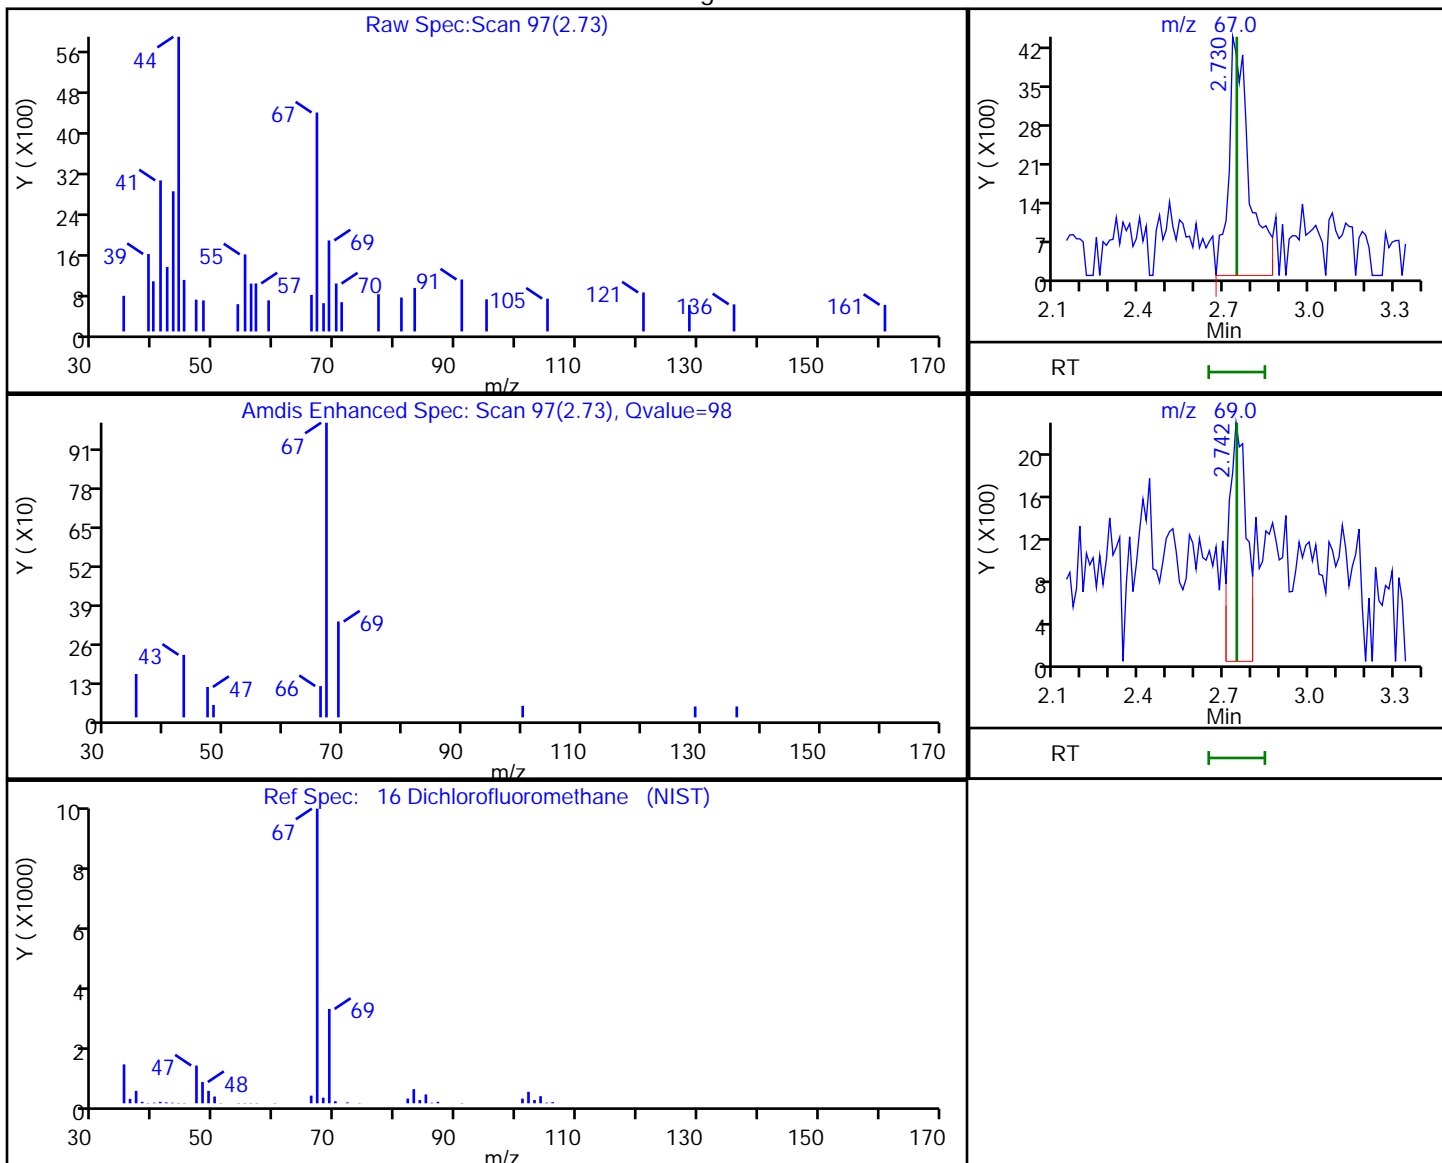 Raw Spec:Scan 97(2.73)
Y ( X100)
56
48
40
32
24
16
8
0
44
67
41
39
55
57
69
70
91
105
121
136
161
30 50 70 90 110 130 150 170
m/z
m/z 67.0
Y ( X100)
42
35
28
21
14
7
0
2.730
2.1 2.4 2.7 3.0 3.3
Min
RT
Amdis Enhanced Spec: Scan 97(2.73), Qvalue=98
Y ( X10)
91
78
65
52
39
26
13
0
67
69
43
47
66
30 50 70 90 110 130 150 170
m/z
m/z 69.0
Y ( X100)
20
16
12
8
4
0
2.742
2.1 2.4 2.7 3.0 3.3
Min
RT
Ref Spec: 16 Dichlorofluoromethane (NIST)
Y ( X1000)
10
8
6
4
2
0
67
69
47
48
30 50 70 90 110 130 150 170
m/z